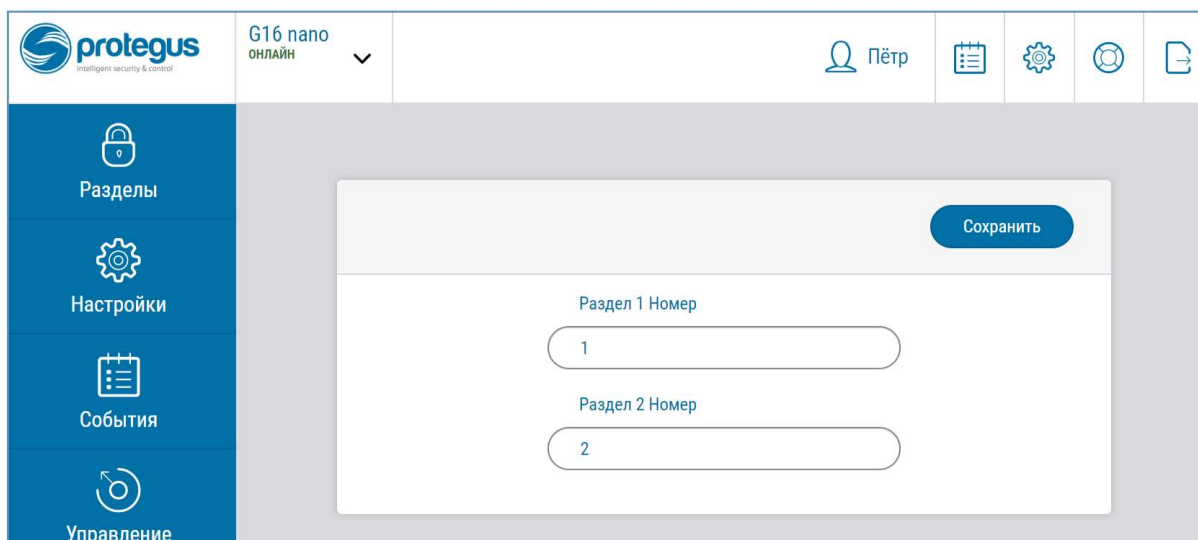 protegus
intelligent security & control
G16 nano
ОНЛАЙН
Пётр
Разделы
Настройки
События
Управление
Сохранить
Раздел 1 Номер
1
Раздел 2 Номер
2